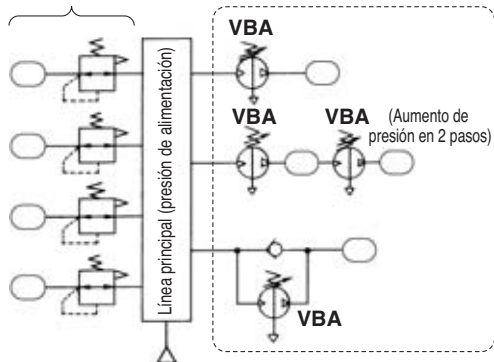 VBA
VBA
VBA
(Aumento de
presión en 2 pasos)
Línea principal (presión de alimentación)
VBA